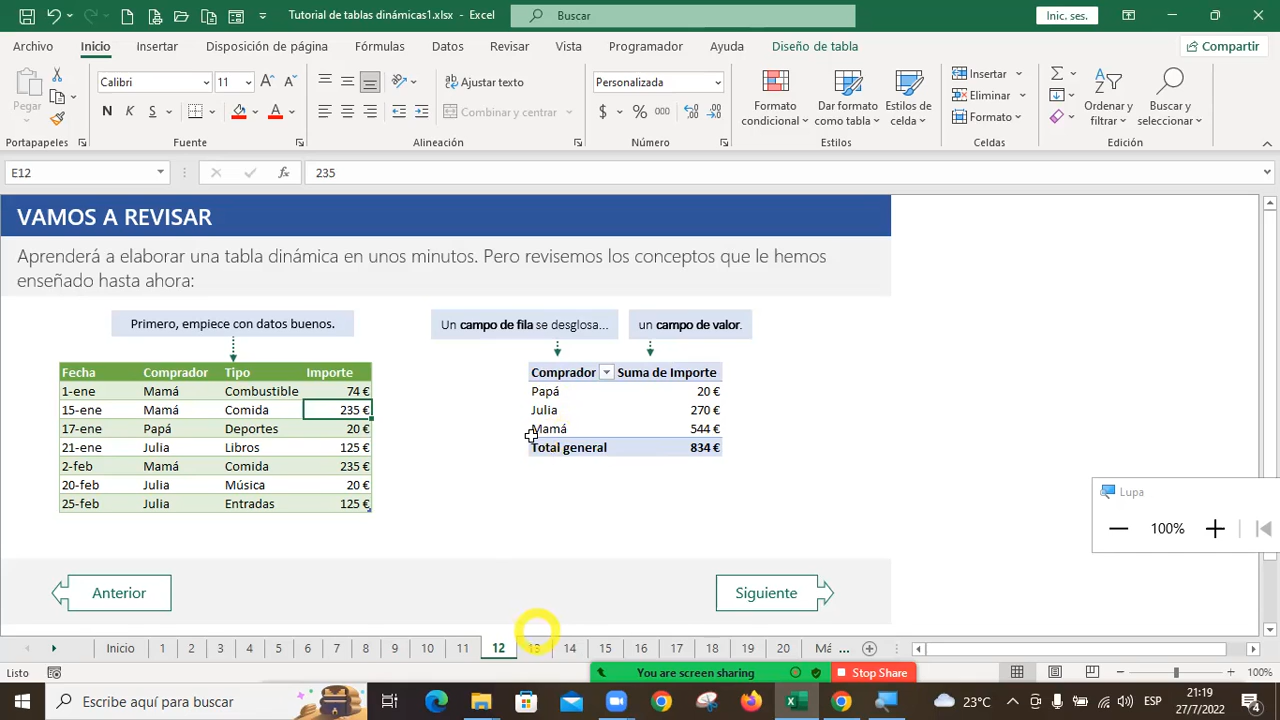 Tutorial de tablas dinámicas1.xlsx - Excel
Buscar
Inic. ses.
Archivo Inicio Insertar Disposición de página Fórmulas Datos Revisar Vista Programador Ayuda Diseño de tabla
Compartir
Pegar
Calibri 11
N K S
Ajustar texto
Combinar y centrar
Personalizada
$ % 000
Formato condicional
Dar formato como tabla
Estilos de celda
Insertar
Eliminar
Formato
Ordenar y filtrar
Buscar y seleccionar
Portapapeles Fuente Alineación Número Estilos Celdas Edición
E12 fx 235
VAMOS A REVISAR
Aprenderá a elaborar una tabla dinámica en unos minutos. Pero revisemos los conceptos que le hemos
enseñado hasta ahora:
Primero, empiece con datos buenos.
Un campo de fila se desglosa...
un campo de valor.
Fecha Comprador Tipo Importe
1-ene Mamá Combustible 74 €
15-ene Mamá Comida 235 €
17-ene Papá Deportes 20 €
21-ene Julia Libros 125 €
2-feb Mamá Comida 235 €
20-feb Julia Música 20 €
25-feb Julia Entradas 125 €
Comprador Suma de Importe
Papá 20 €
Julia 270 €
Mamá 544 €
Total general 834 €
Lupa
100%
Anterior
Siguiente
Inicio 1 2 3 4 5 6 7 8 9 10 11 12 13 14 15 16 17 18 19 20 Má ...
Listo
You are screen sharing
Stop Share
100%
Escribe aquí para buscar
23°C
ESP
21:19
27/7/2022
4